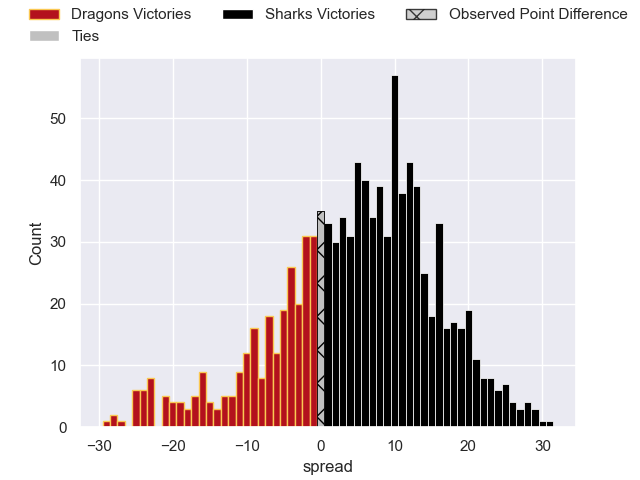 Dragons Victories Sharks Victories Observed Point Difference
Ties
50
40
30
20
10
0
Count
−30 −20 −10 0 10 20 30
spread